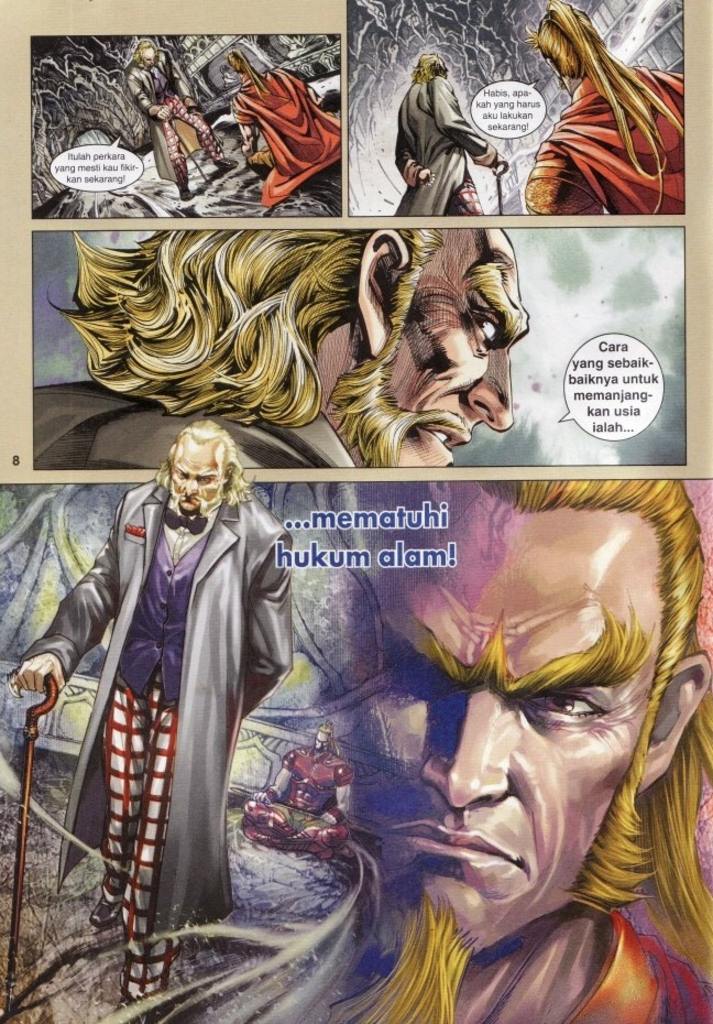 Itulah perkara
yang mesti kau fikir-
kan sekarang!
Habis, apa-
kah yang harus
aku lakukan
sekarang!
Cara
yang sebaik-
baiknya untuk
memanjang-
kan usia
ialah...
8
...mematuhi
hukum alam!